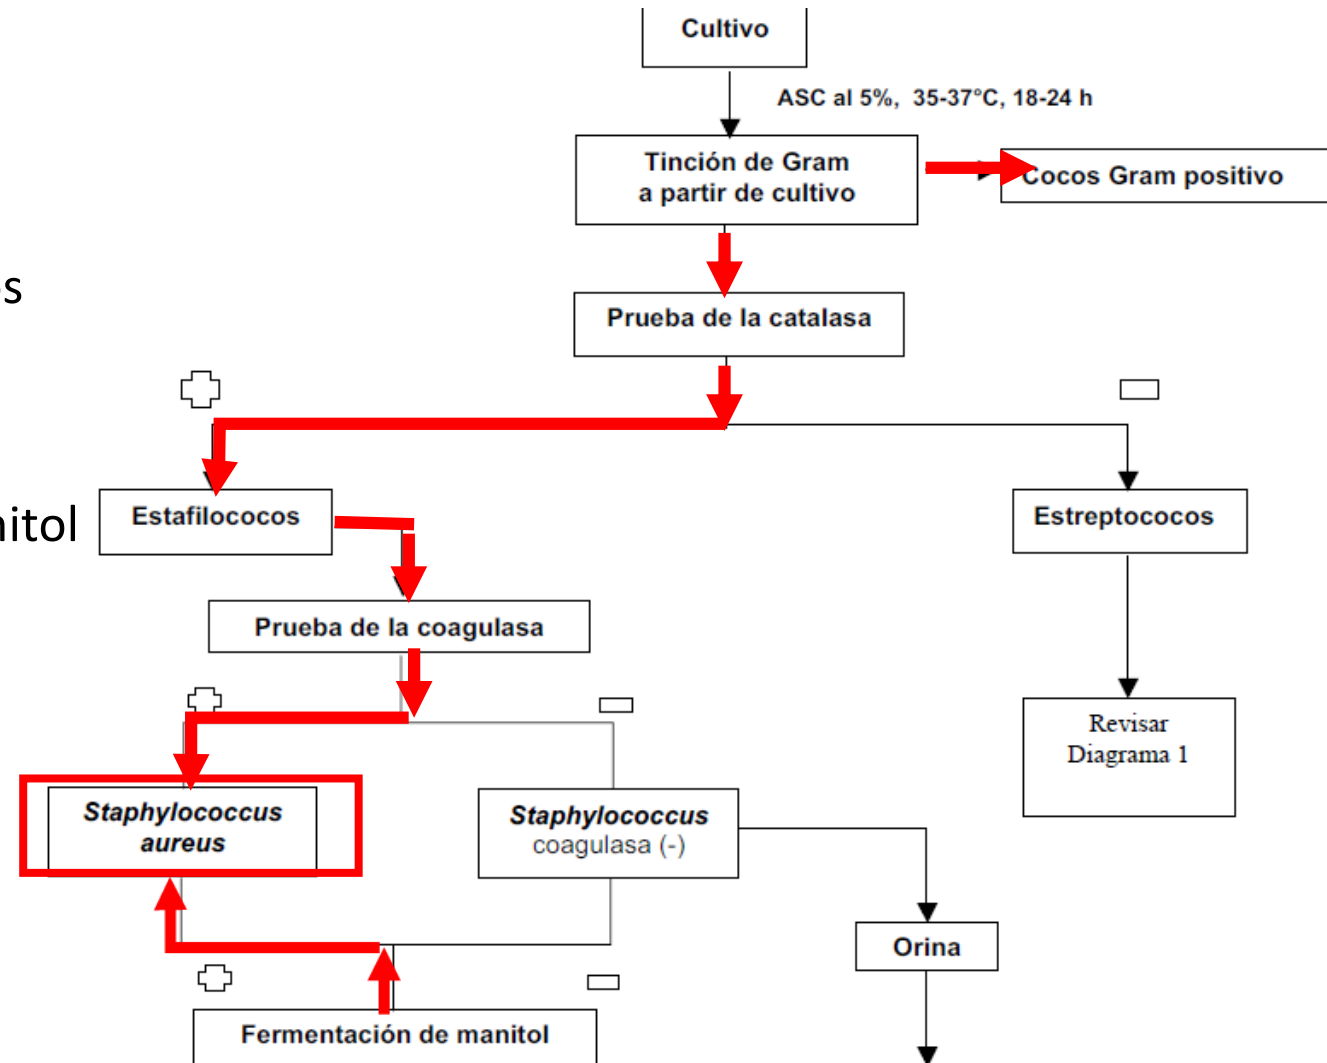 Cultivo
ASC al 5%, 35-37°C, 18-24 h
Tinción de Gram
a partir de cultivo
Cocos Gram positivo
Prueba de la catalasa
Estafilococos
Estreptococos
Prueba de la coagulasa
Revisar
Diagrama 1
Staphylococcus
aureus
Staphylococcus
coagulasa (-)
Orina
Fermentación de manitol